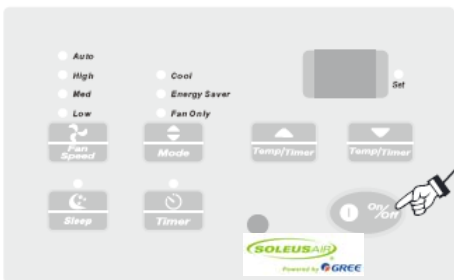 Auto
High
Med
Low
Cool
Energy Saver
Fan Only
Set
Fan
Speed
Mode
Temp/Timer
Temp/Timer
Sleep
Timer
On/Off
SOLEUSAIR
Powered by GREE